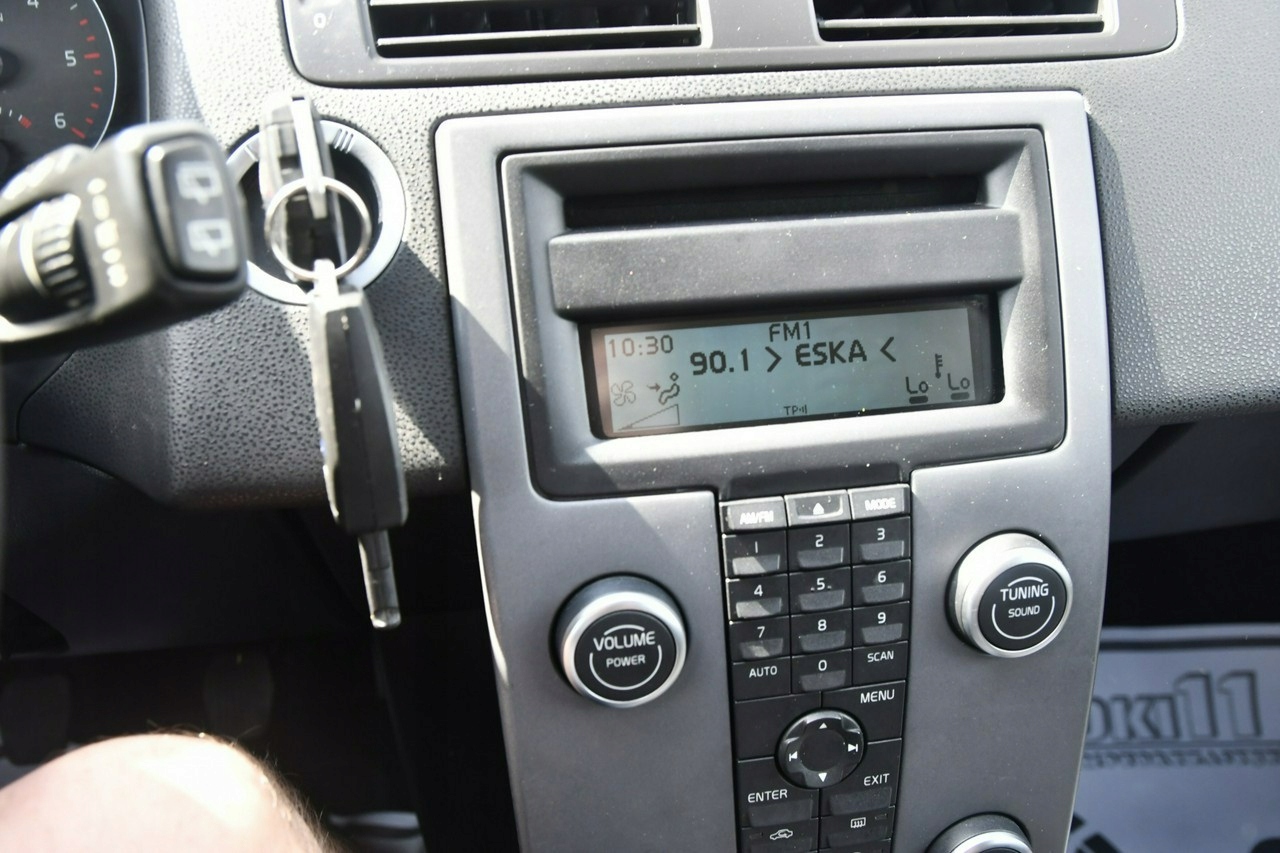 0
4
5
6
FM1
10:30
90.1 > ESKA <
Lo Lo
TP
AM/FM MODE
1 2 3
4 5 6
7 8 9
AUTO 0 SCAN
MENU
ENTER EXIT
VOLUME
POWER
TUNING
SOUND